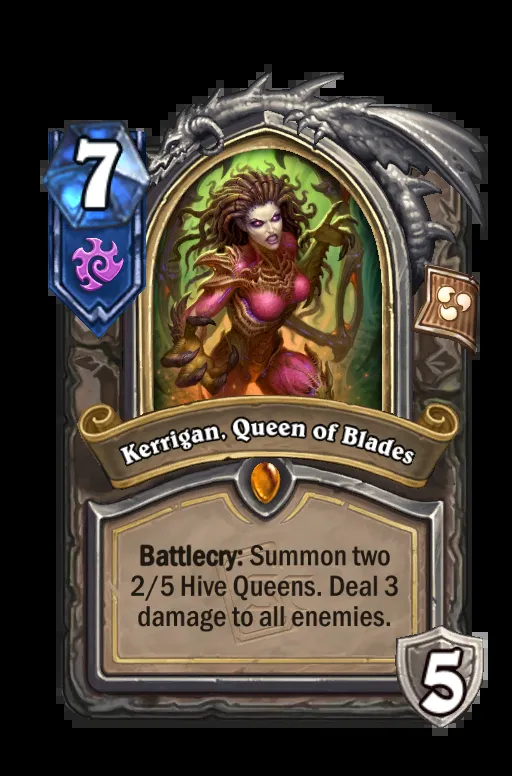 7
Kerrigan, Queen of Blades
Battlecry: Summon two
2/5 Hive Queens. Deal 3
damage to all enemies.
5